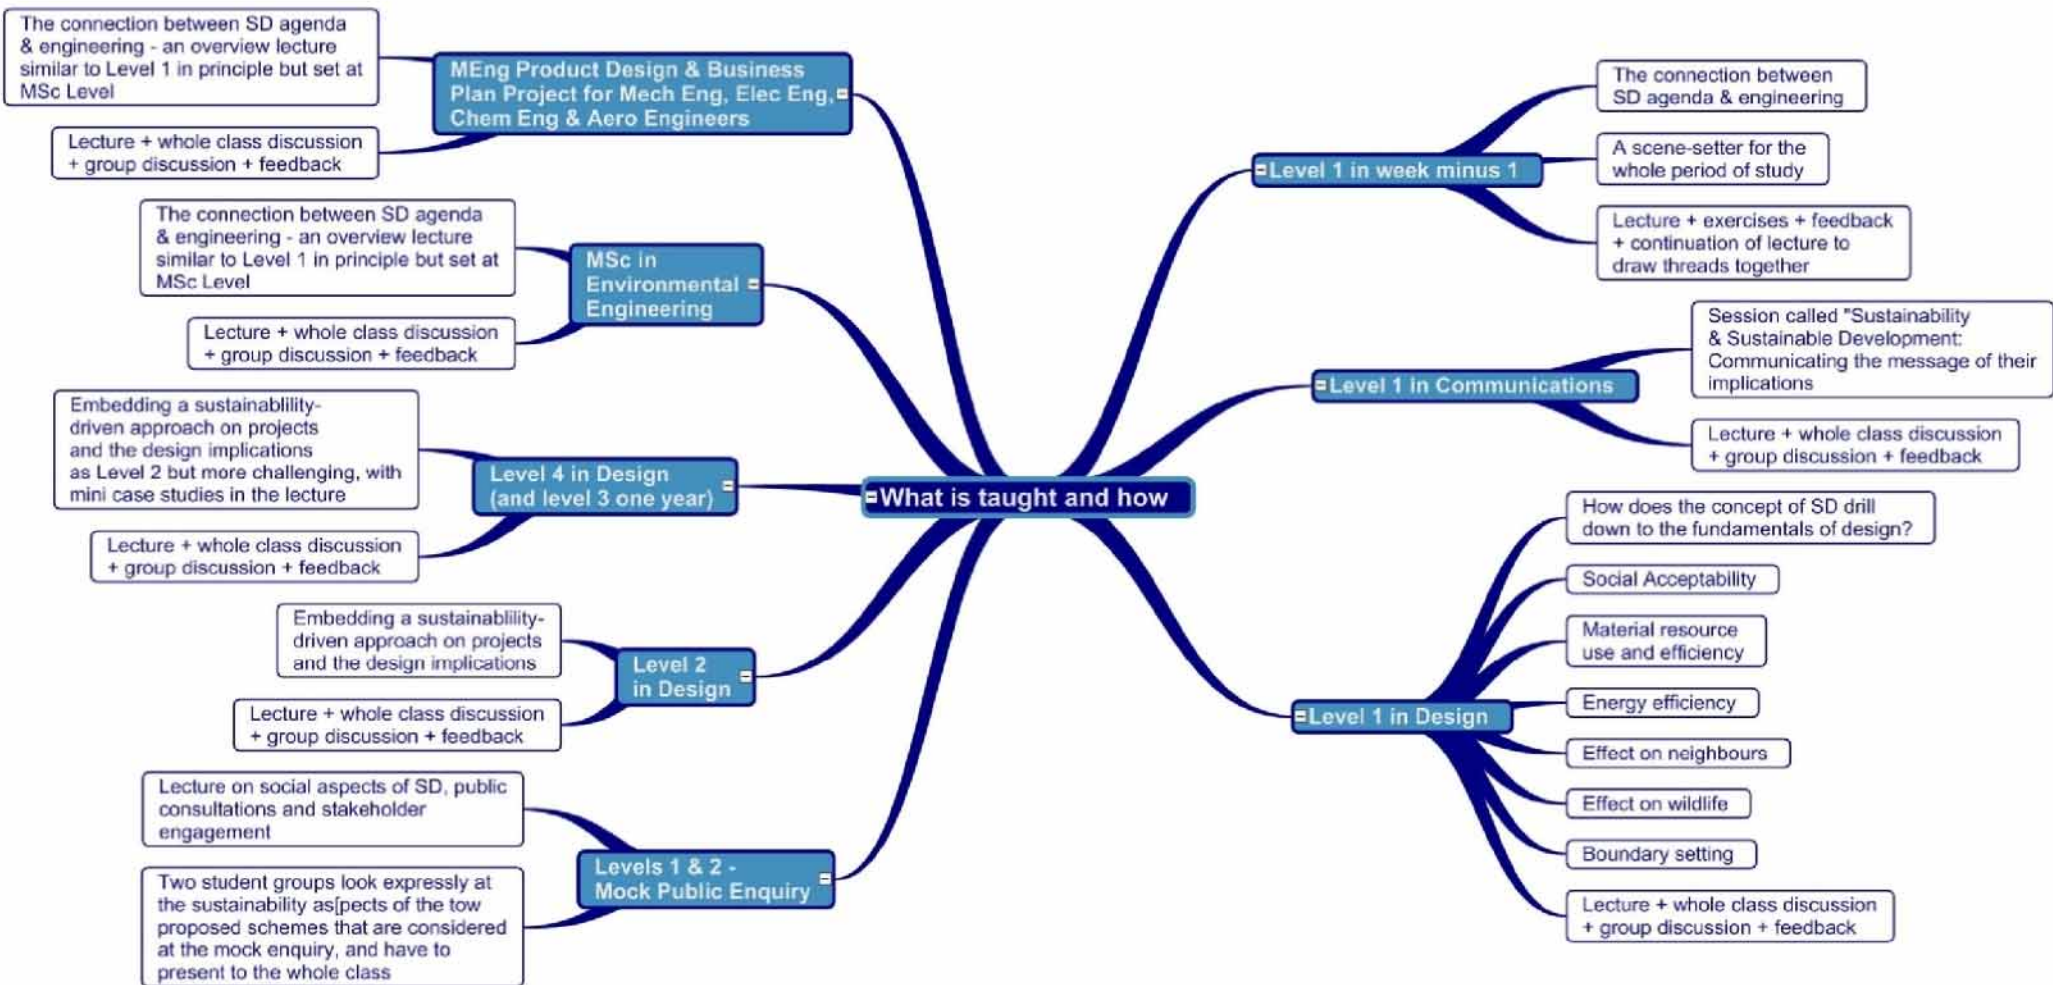 The connection between SD agenda
& engineering - an overview lecture
similar to Level 1 in principle but set at
MSc Level
MEng Product Design & Business
Plan Project for Mech Eng, Elec Eng,
Chem Eng & Aero Engineers
Lecture + whole class discussion
+ group discussion + feedback
The connection between SD agenda
& engineering - an overview lecture
similar to Level 1 in principle but set at
MSc Level
MSc in
Environmental
Engineering
Lecture + whole class discussion
+ group discussion + feedback
Embedding a sustainablility-
driven approach on projects
and the design implications
as Level 2 but more challenging, with
mini case studies in the lecture
Level 4 in Design
(and level 3 one year)
Lecture + whole class discussion
+ group discussion + feedback
Embedding a sustainablility-
driven approach on projects
and the design implications
Level 2
in Design
Lecture + whole class discussion
+ group discussion + feedback
Lecture on social aspects of SD, public
consultations and stakeholder
engagement
Levels 1 & 2 -
Mock Public Enquiry
Two student groups look expressly at
the sustainability as[pects of the tow
proposed schemes that are considered
at the mock enquiry, and have to
present to the whole class
What is taught and how
Level 1 in week minus 1
The connection between
SD agenda & engineering
A scene-setter for the
whole period of study
Lecture + exercises + feedback
+ continuation of lecture to
draw threads together
Level 1 in Communications
Session called "Sustainability
& Sustainable Development:
Communicating the message of their
implications
Lecture + whole class discussion
+ group discussion + feedback
Level 1 in Design
How does the concept of SD drill
down to the fundamentals of design?
Social Acceptability
Material resource
use and efficiency
Energy efficiency
Effect on neighbours
Effect on wildlife
Boundary setting
Lecture + whole class discussion
+ group discussion + feedback